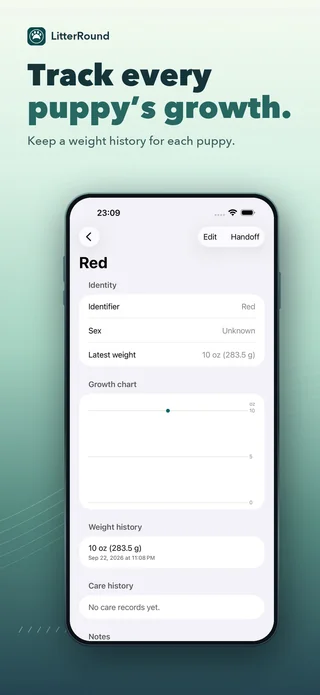 LitterRound
Track every
puppy’s growth.
Keep a weight history for each puppy.
23:09
Edit Handoff
Red
Identity
Identifier Red
Sex Unknown
Latest weight 10 oz (283.5 g)
Growth chart
oz
10
5
0
Weight history
10 oz (283.5 g)
Sep 22, 2026 at 11:08 PM
Care history
No care records yet.
Notes